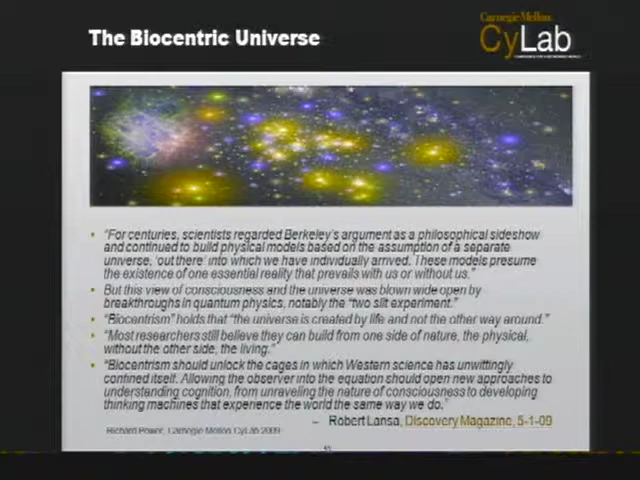 The Biocentric Universe
Carnegie Mellon
CyLab
• "For centuries, scientists regarded Berkeley's argument as a philosophical sideshow
and continued to build physical models based on the assumption of a separate
universe, 'out there' into which we have individually arrived. These models presume
the existence of one essential reality that prevails with us or without us."
• But this view of consciousness and the universe was blown wide open by
breakthroughs in quantum physics, notably the "two slit experiment."
• "Biocentrism" holds that "the universe is created by life and not the other way around."
• "Most researchers still believe they can build from one side of nature, the physical,
without the other side, the living."
• "Biocentrism should unlock the cages in which Western science has unwittingly
confined itself. Allowing the observer into the equation should open new approaches to
understanding cognition, from unraveling the nature of consciousness to developing
thinking machines that experience the world the same way we do."
– Robert Lansa, Discovery Magazine, 5-1-09
Richard Power, Carnegie Mellon CyLab 2009